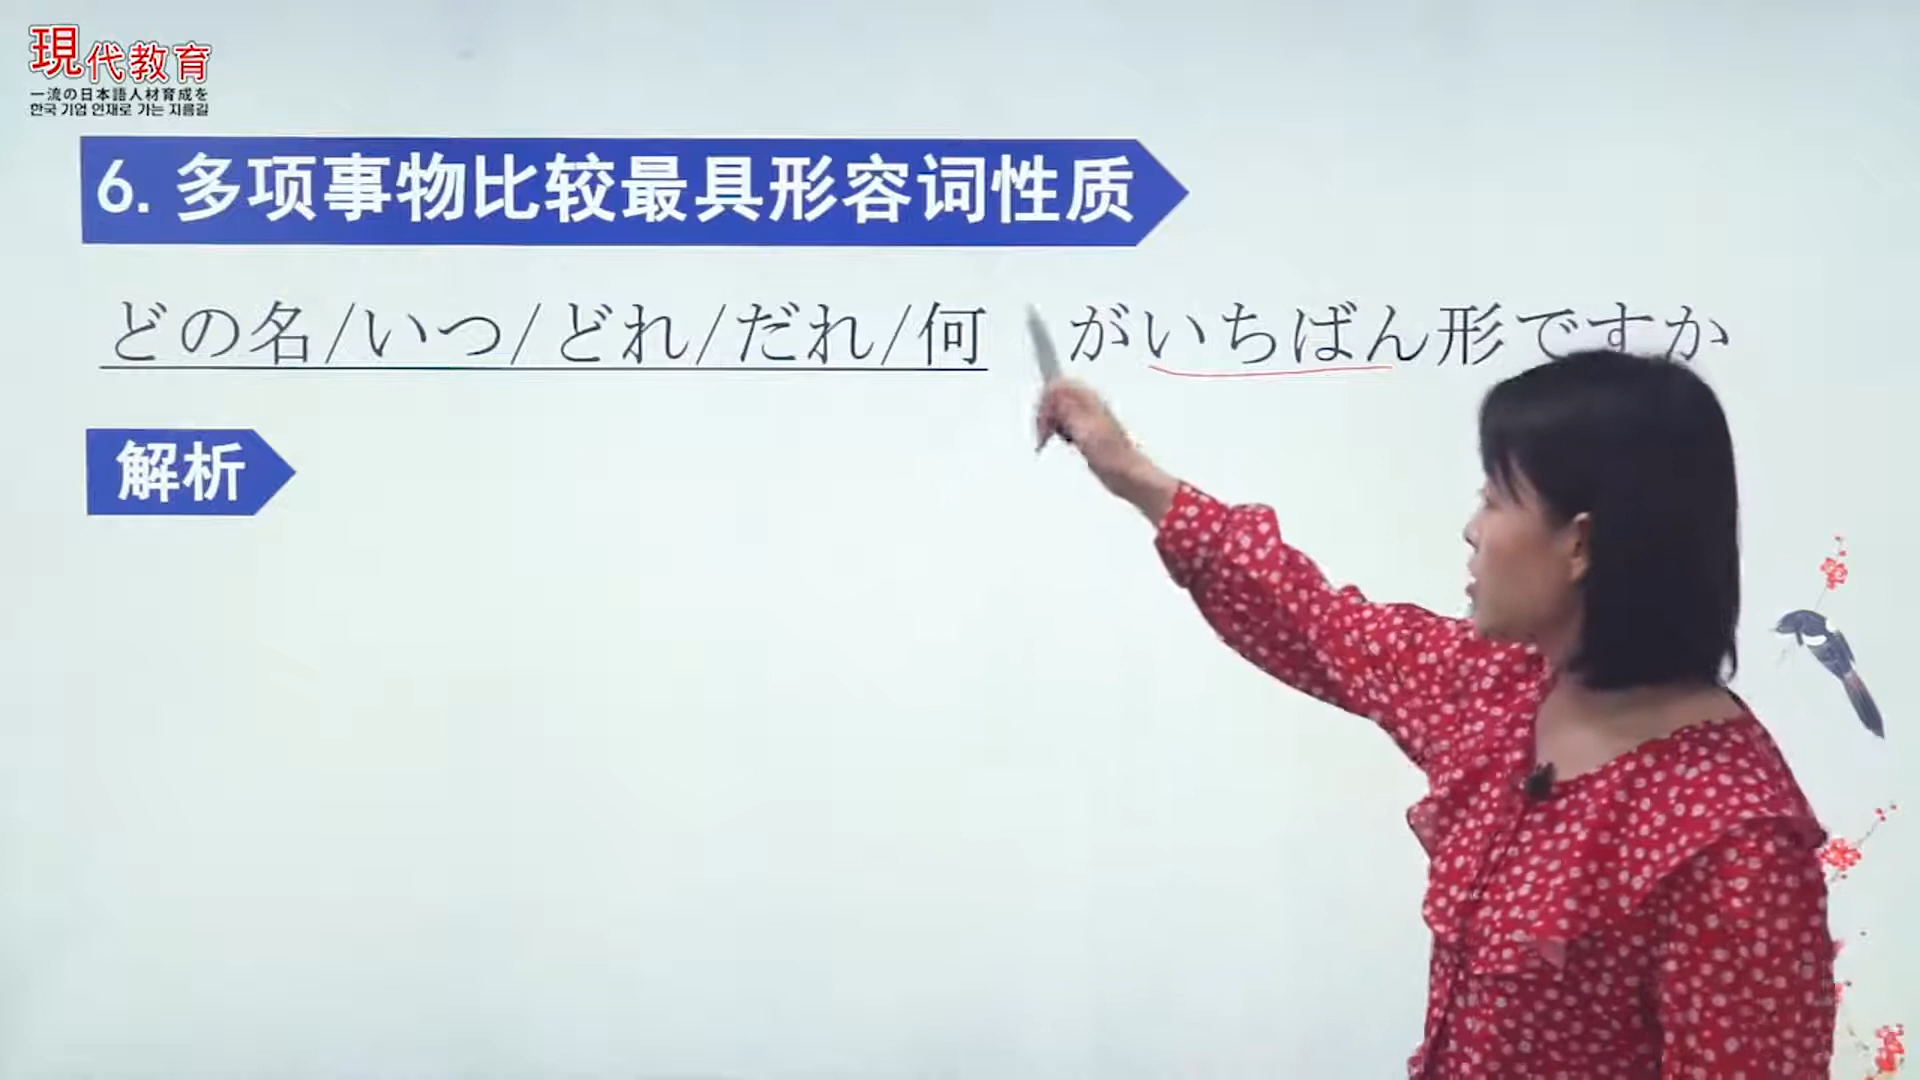 現代教育
一流の日本語人材育成を
한국 기업 인재로 가는 지름길
6. 多项事物比较最具形容词性质
どの名/いつ/どれ/だれ/何 がいちばん形ですか
解析